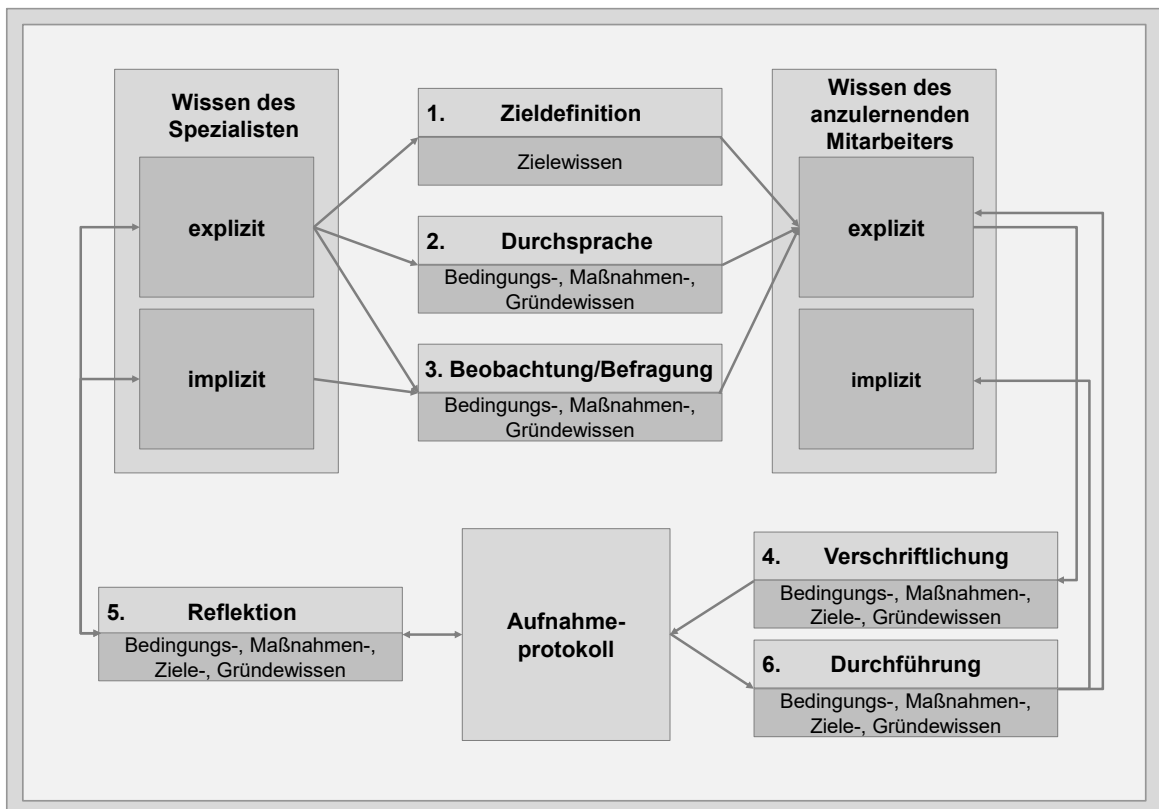 Wissen des
Spezialisten
explizit
implizit
1. Zieldefinition
Zielewissen
2. Durchsprache
Bedingungs-, Maßnahmen-,
Gründewissen
3. Beobachtung/Befragung
Bedingungs-, Maßnahmen-,
Gründewissen
Wissen des
anzulernenden
Mitarbeiters
explizit
implizit
4. Verschriftlichung
Bedingungs-, Maßnahmen-,
Ziele-, Gründewissen
5. Reflektion
Bedingungs-, Maßnahmen-,
Ziele-, Gründewissen
Aufnahme-
protokoll
6. Durchführung
Bedingungs-, Maßnahmen-,
Ziele-, Gründewissen